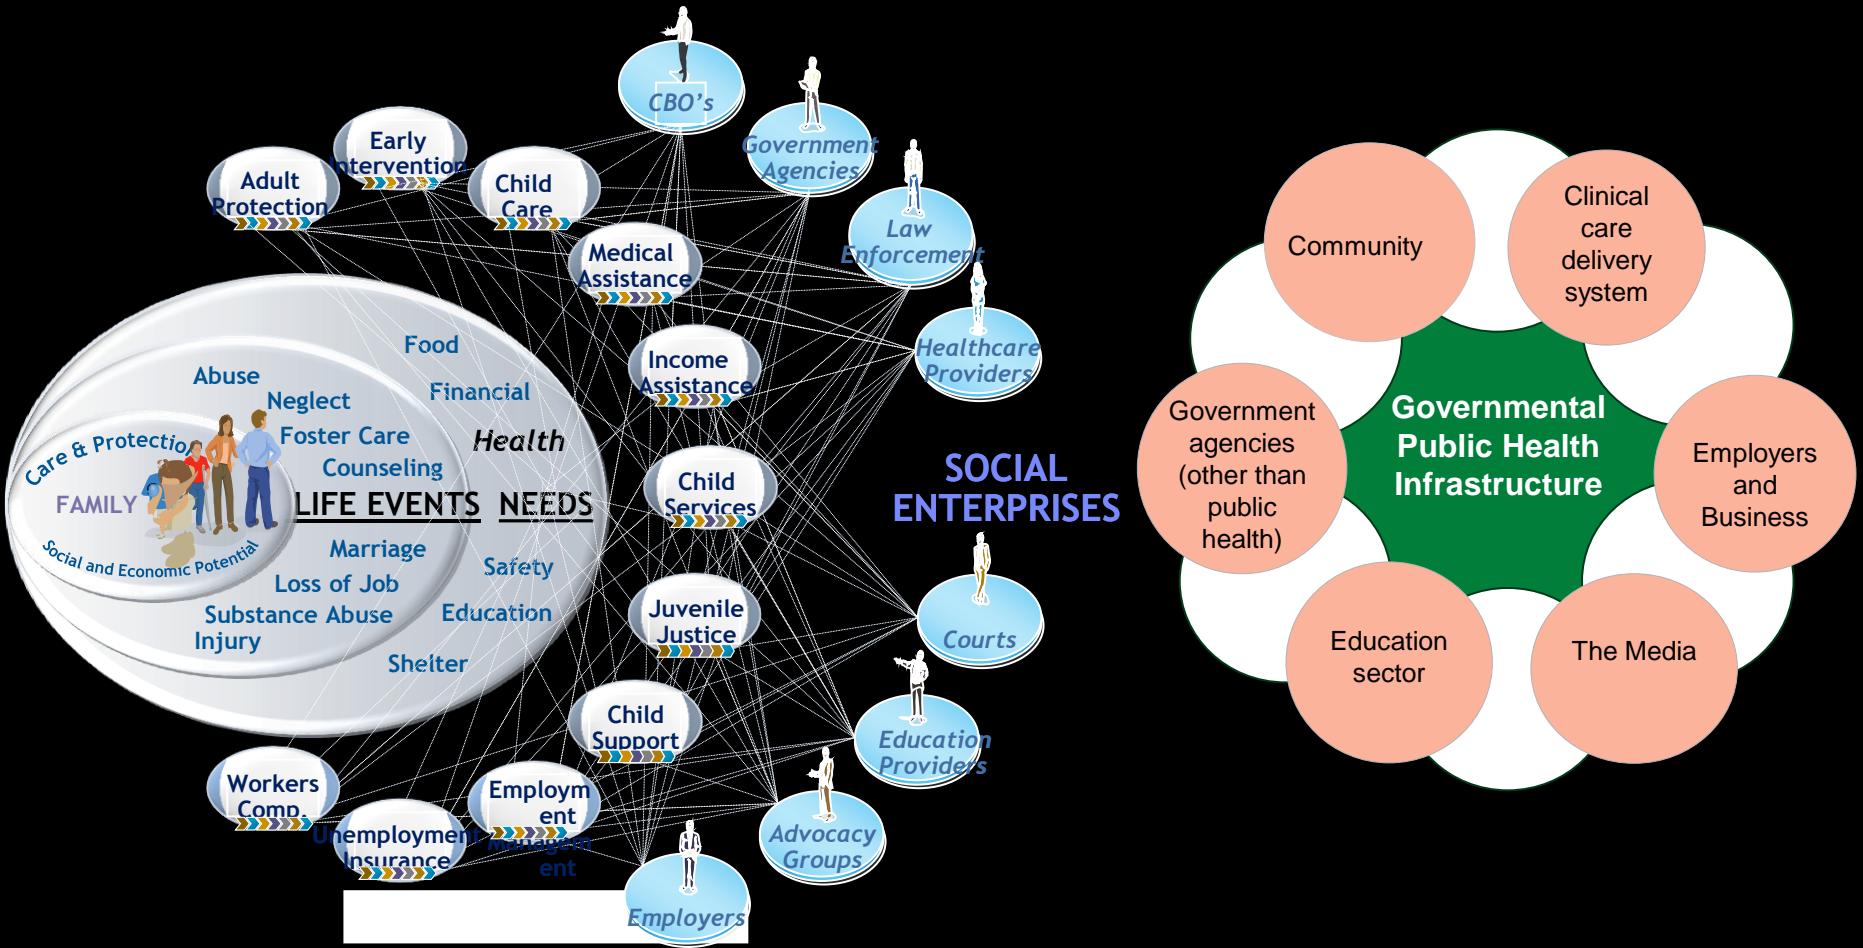 CBO's
Government
Agencies
Law
Enforcement
Healthcare
Providers
Early
Intervention
Adult
Protection
Child
Care
Medical
Assistance
Income
Assistance
Child
Services
Juvenile
Justice
Child
Support
Employm
ent
Managem
ent
Unemployment
Insurance
Workers
Comp.
Food
Financial
Health
Abuse
Neglect
Foster Care
Counseling
Care & Protection
FAMILY
Social and Economic Potential
LIFE EVENTS
NEEDS
Marriage
Loss of Job
Substance Abuse
Injury
Safety
Education
Shelter
SOCIAL
ENTERPRISES
Courts
Education
Providers
Advocacy
Groups
Employers
Community
Clinical
care
delivery
system
Government
agencies
(other than
public
health)
Governmental
Public Health
Infrastructure
Employers
and
Business
Education
sector
The Media